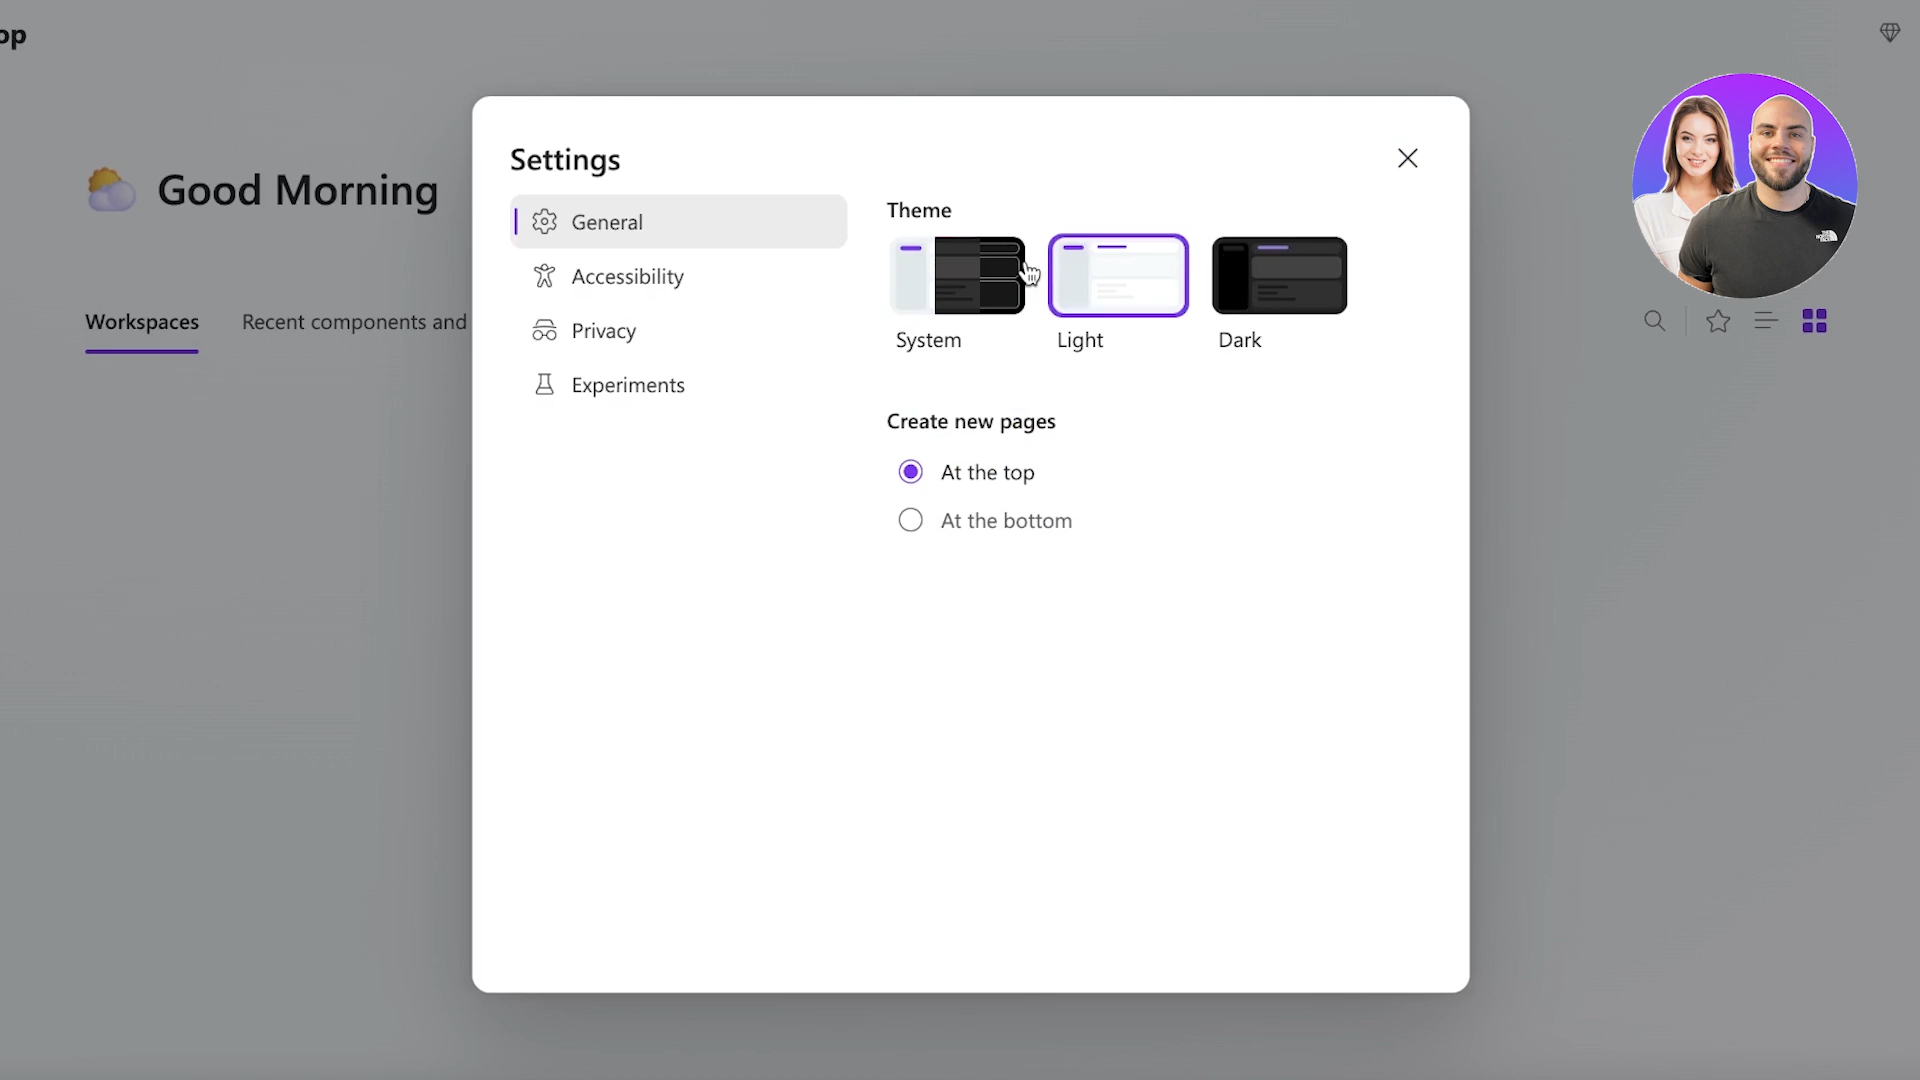 op
Good Morning
Workspaces
Recent components and
Settings
General
Accessibility
Privacy
Experiments
Theme
System
Light
Dark
Create new pages
At the top
At the bottom